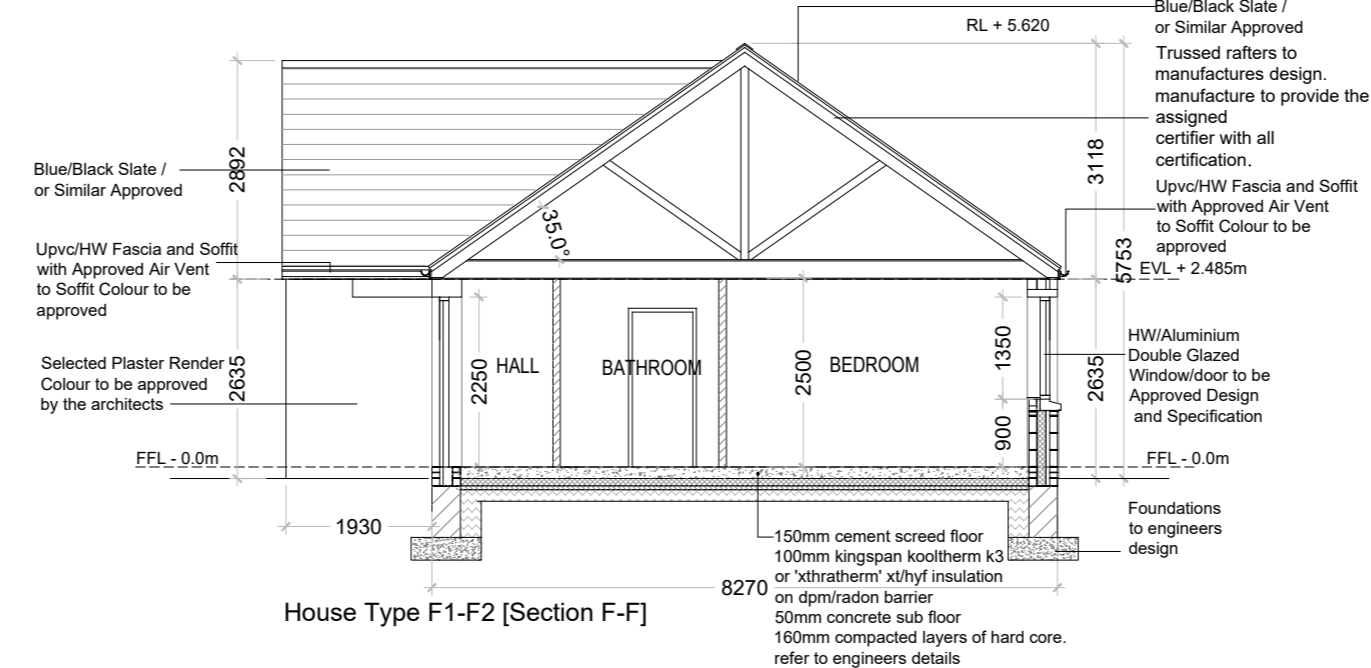 Blue/Black Slate /
or Similar Approved
RL + 5.620
Trussed rafters to
manufactures design.
manufacture to provide the
assigned
certifier with all
certification.
2892
3118
Blue/Black Slate /
or Similar Approved
Upvc/HW Fascia and Soffit
with Approved Air Vent
to Soffit Colour to be
approved
35.0°
Upvc/HW Fascia and Soffit
with Approved Air Vent
to Soffit Colour to be
approved
5753
EVL + 2.485m
Selected Plaster Render
Colour to be approved
by the architects
2635
2250
HALL
BATHROOM
2500
BEDROOM
1350
900
2635
HW/Aluminium
Double Glazed
Window/door to be
Approved Design
and Specification
FFL - 0.0m
FFL - 0.0m
1930
Foundations
to engineers
design
150mm cement screed floor
100mm kingspan kooltherm k3
or 'xthratherm' xt/hyf insulation
on dpm/radon barrier
50mm concrete sub floor
160mm compacted layers of hard core.
refer to engineers details
8270
House Type F1-F2 [Section F-F]